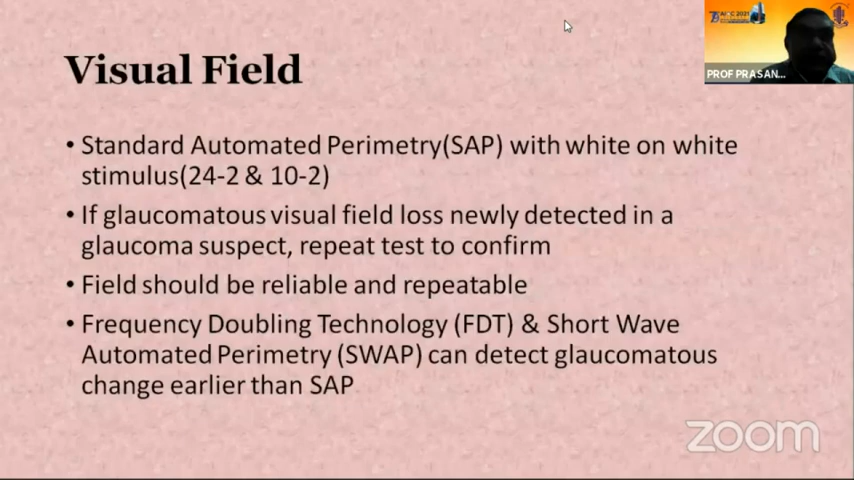 Visual Field
• Standard Automated Perimetry(SAP) with white on white
stimulus(24-2 & 10-2)
• If glaucomatous visual field loss newly detected in a
glaucoma suspect, repeat test to confirm
• Field should be reliable and repeatable
• Frequency Doubling Technology (FDT) & Short Wave
Automated Perimetry (SWAP) can detect glaucomatous
change earlier than SAP
PROF PRASAN...
zoom